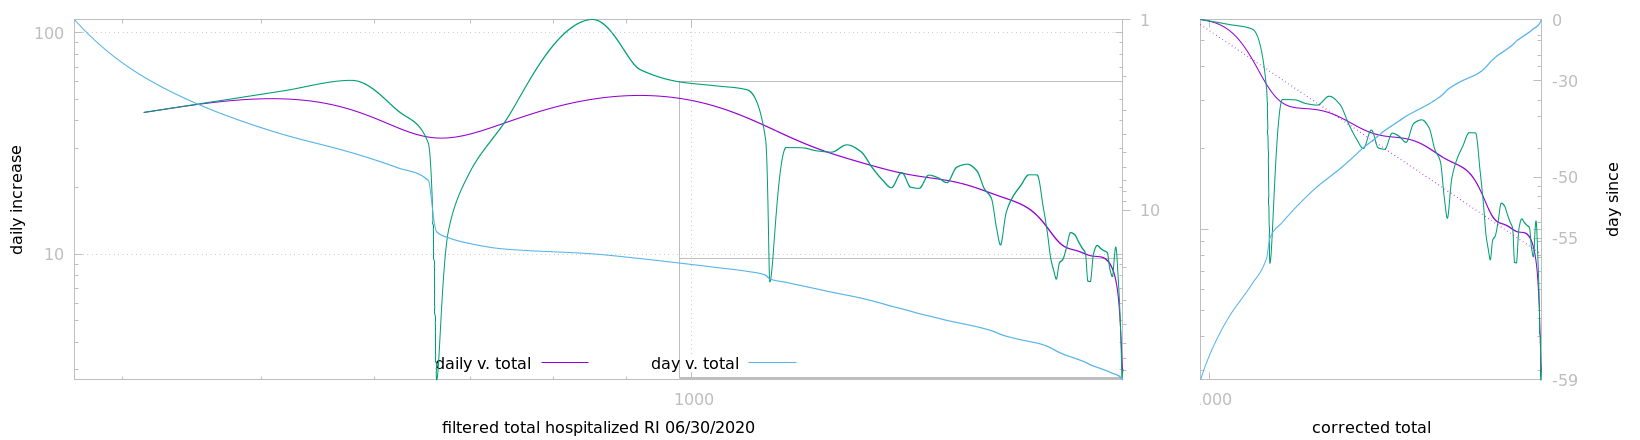 100
10
daily increase
1
10
daily v. total
day v. total
1000
filtered total hospitalized RI 06/30/2020
0
-30
-50
-55
-59
day since
000
corrected total